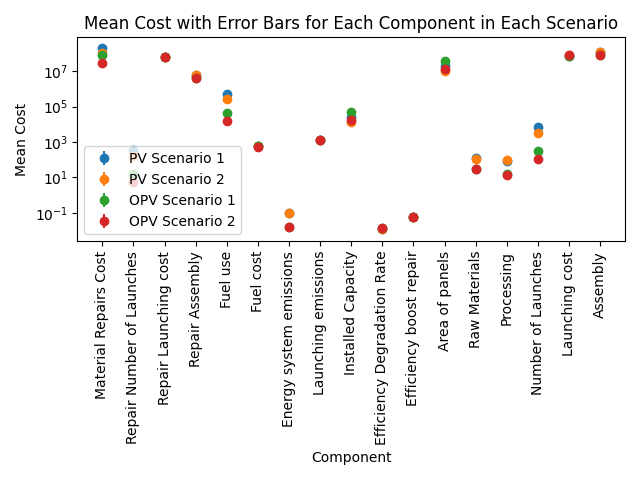 Mean Cost with Error Bars for Each Component in Each Scenario
Mean Cost
10^7
10^5
10^3
10^1
10^-1
PV Scenario 1
PV Scenario 2
OPV Scenario 1
OPV Scenario 2
Material Repairs Cost
Repair Number of Launches
Repair Launching cost
Repair Assembly
Fuel use
Fuel cost
Energy system emissions
Launching emissions
Installed Capacity
Efficiency Degradation Rate
Efficiency boost repair
Area of panels
Raw Materials
Processing
Number of Launches
Launching cost
Assembly
Component